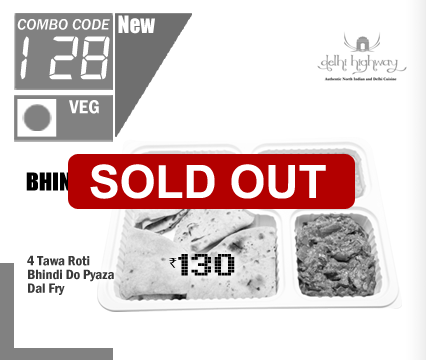 COMBO CODE
128
New
VEG
delhi highway
Authentic North Indian and Delhi Cuisine
SOLD OUT
4 Tawa Roti
Bhindi Do Pyaza
Dal Fry
₹130